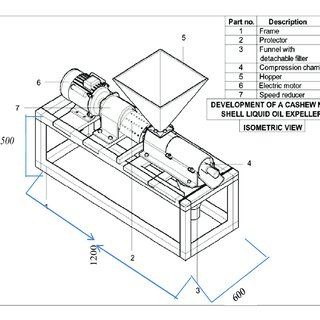 Part no. Description
1 Frame
2 Protector
3 Funnel with
detachable filter
4 Compression cham
5 Hopper
6 Electric motor
7 Speed reducer
DEVELOPMENT OF A CASHEW N
SHELL LIQUID OIL EXPELLER
ISOMETRIC VIEW
5
6
4
7
500
1
1200
2
3
600